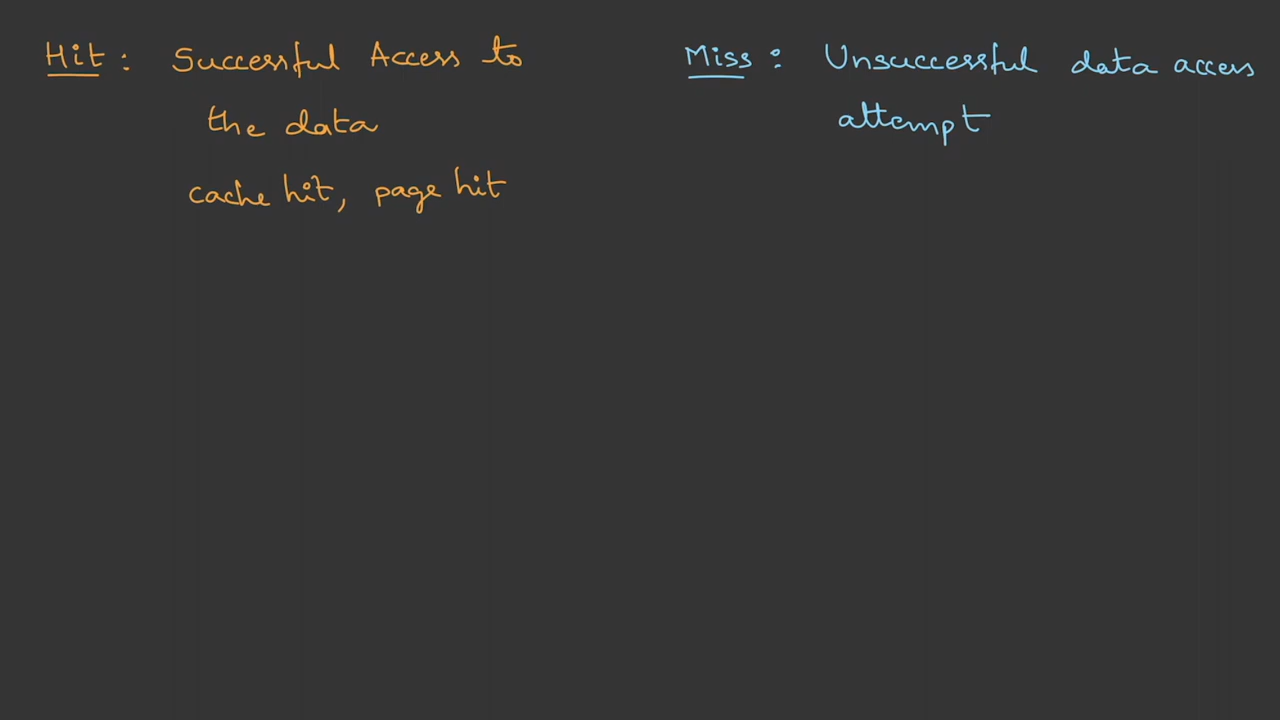 Hit : Successful Access to
the data
cache hit, page hit
Miss : Unsuccessful data access
attempt